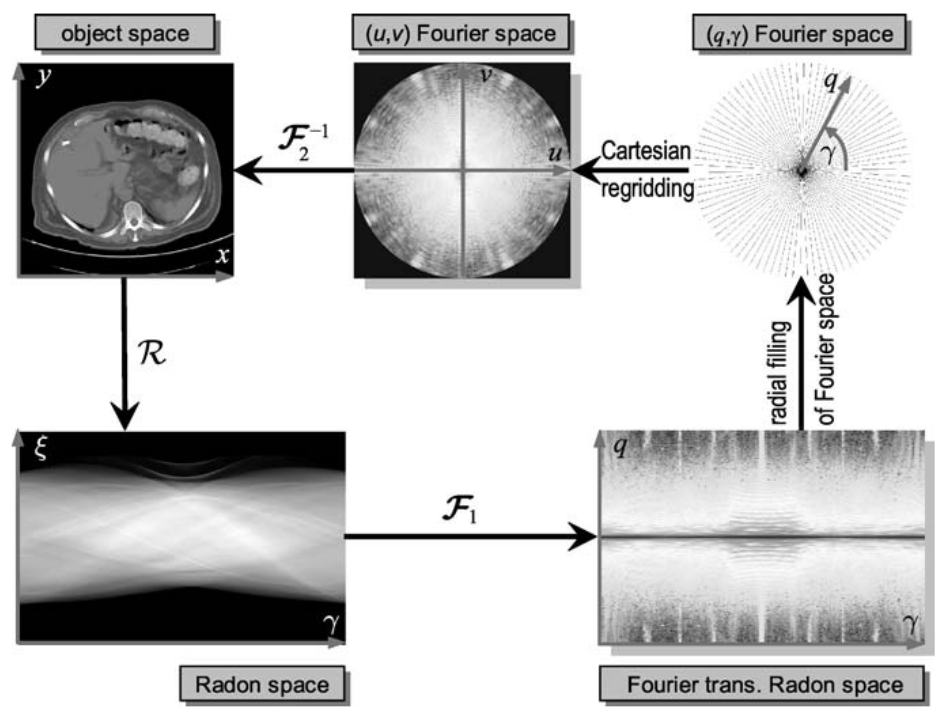 object space
(u,v) Fourier space
(q,γ) Fourier space
y
v
q
ℱ₂⁻¹
u
Cartesian
regridding
γ
x
ℛ
radial filling
of Fourier space
ξ
q
ℱ₁
γ
γ
Radon space
Fourier trans. Radon space